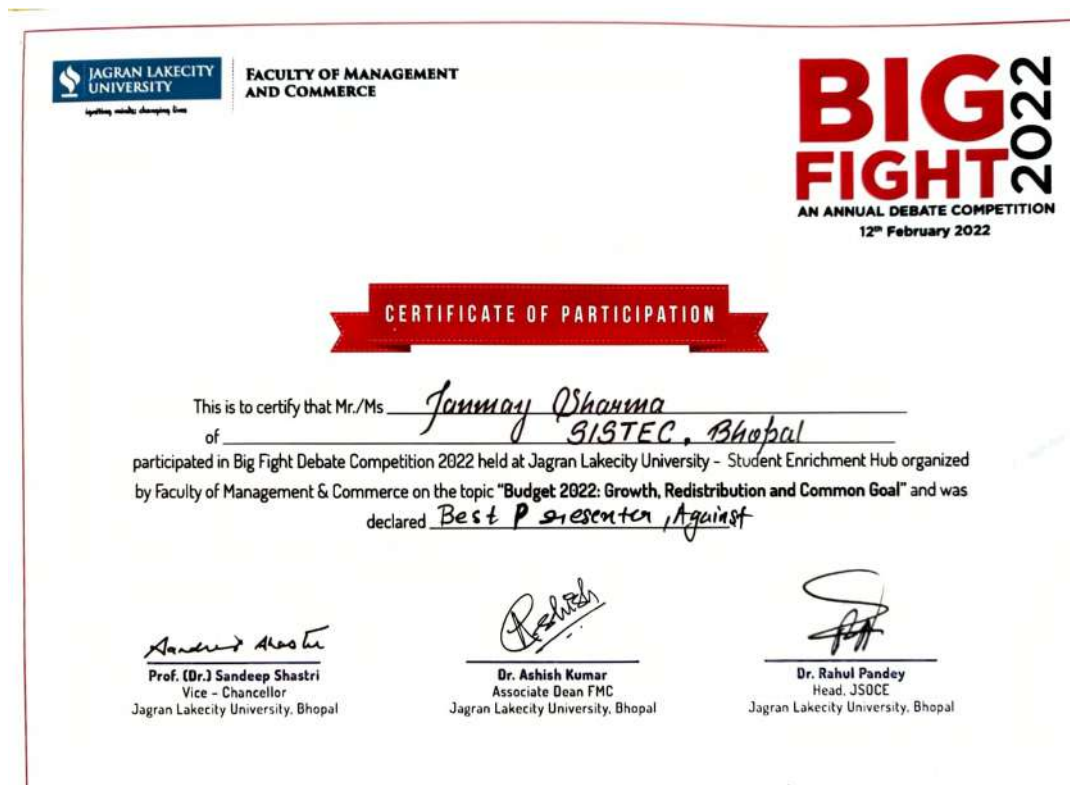 JAGRAN LAKECITY
UNIVERSITY
igniting minds; changing lives
FACULTY OF MANAGEMENT
AND COMMERCE
BIG
FIGHT
2022
AN ANNUAL DEBATE COMPETITION
12th February 2022
CERTIFICATE OF PARTICIPATION
This is to certify that Mr./Ms Tanmay Sharma
of SISTEC, Bhopal
participated in Big Fight Debate Competition 2022 held at Jagran Lakecity University - Student Enrichment Hub organized
by Faculty of Management & Commerce on the topic "Budget 2022: Growth, Redistribution and Common Goal" and was
declared Best Presenter, Against
Ashish
Prof. (Dr.) Sandeep Shastri
Vice - Chancellor
Jagran Lakecity University, Bhopal
Dr. Ashish Kumar
Associate Dean FMC
Jagran Lakecity University, Bhopal
Dr. Rahul Pandey
Head, JSOCE
Jagran Lakecity University, Bhopal